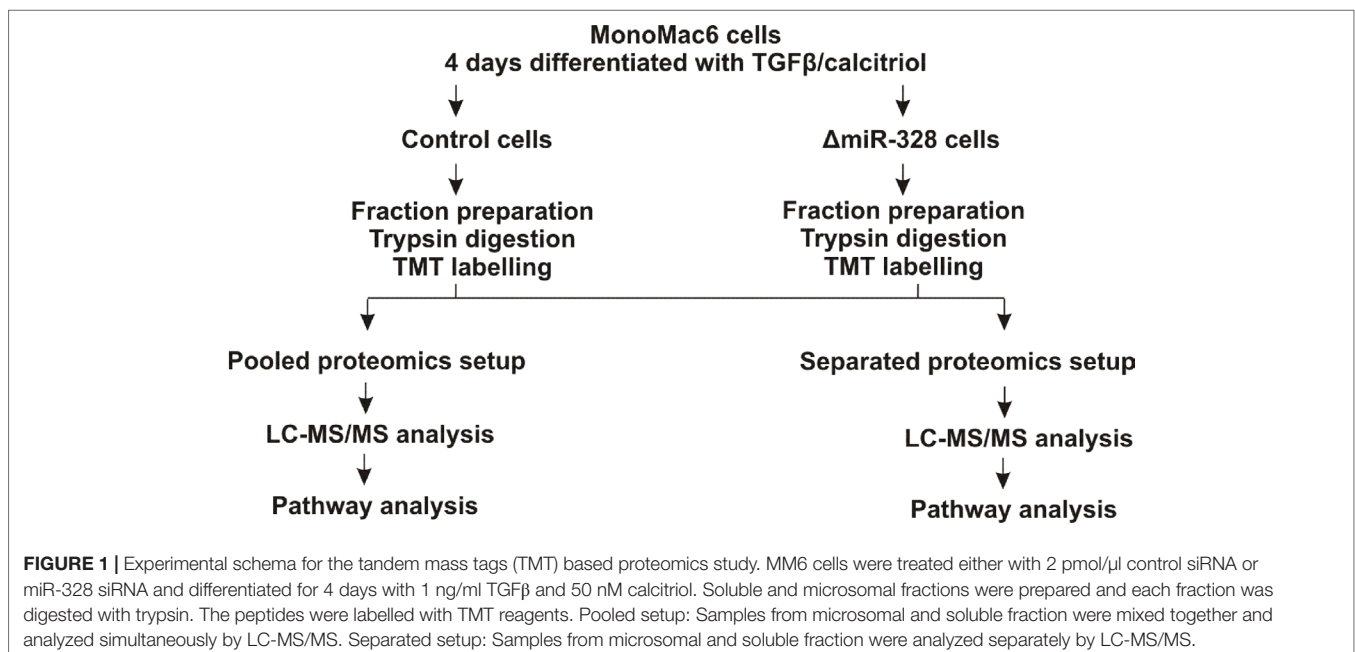 MonoMac6 cells
4 days differentiated with TGFβ/calcitriol
Control cells
ΔmiR-328 cells
Fraction preparation
Trypsin digestion
TMT labelling
Fraction preparation
Trypsin digestion
TMT labelling
Pooled proteomics setup
Separated proteomics setup
LC-MS/MS analysis
LC-MS/MS analysis
Pathway analysis
Pathway analysis
FIGURE 1 | Experimental schema for the tandem mass tags (TMT) based proteomics study. MM6 cells were treated either with 2 pmol/µl control siRNA or
miR-328 siRNA and differentiated for 4 days with 1 ng/ml TGFβ and 50 nM calcitriol. Soluble and microsomal fractions were prepared and each fraction was
digested with trypsin. The peptides were labelled with TMT reagents. Pooled setup: Samples from microsomal and soluble fraction were mixed together and
analyzed simultaneously by LC-MS/MS. Separated setup: Samples from microsomal and soluble fraction were analyzed separately by LC-MS/MS.